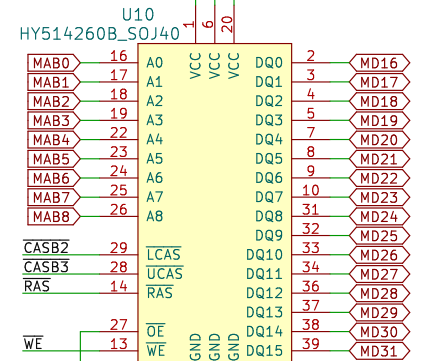 U10
HY514260B_SOJ40
1 6 20
VCC VCC VCC
MAB0 16 A0 DQ0 2 MD16
MAB1 17 A1 DQ1 3 MD17
MAB2 18 A2 DQ2 4 MD18
MAB3 19 A3 DQ3 5 MD19
MAB4 22 A4 DQ4 7 MD20
MAB5 23 A5 DQ5 8 MD21
MAB6 24 A6 DQ6 9 MD22
MAB7 25 A7 DQ7 10 MD23
MAB8 26 A8 DQ8 31 MD24
DQ9 32 MD25
CASB2 29 LCAS DQ10 33 MD26
CASB3 28 UCAS DQ11 34 MD27
RAS 14 RAS DQ12 36 MD28
DQ13 37 MD29
27 OE DQ14 38 MD30
WE 13 WE DQ15 39 MD31
GND GND GND